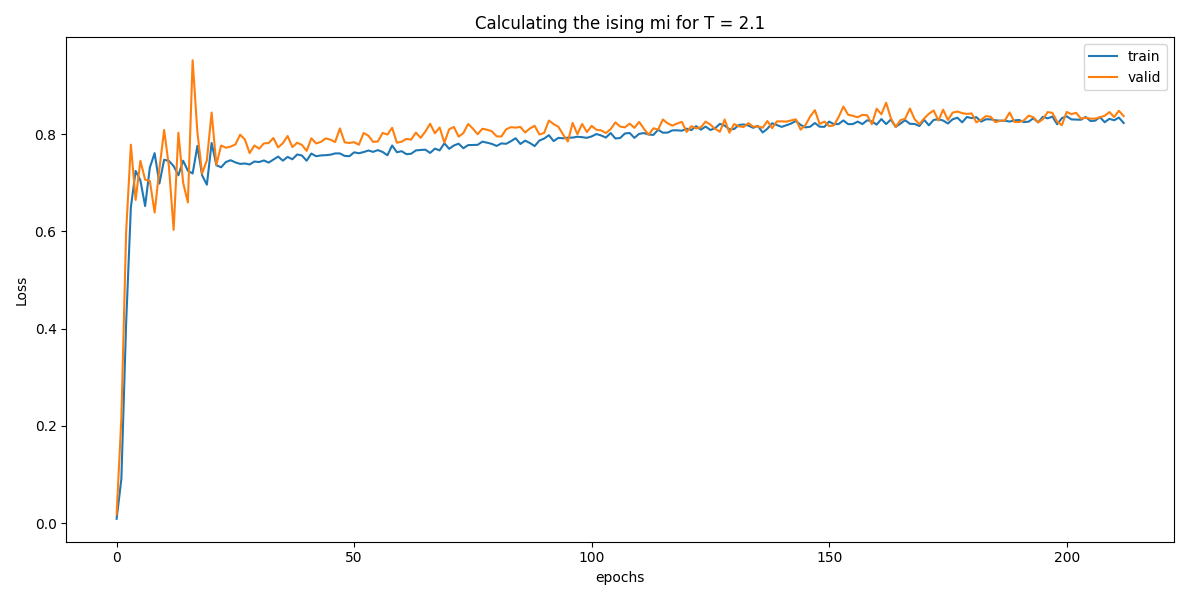 Calculating the ising mi for T = 2.1
train
valid
Loss
0.8
0.6
0.4
0.2
0.0
0
50
100
150
200
epochs